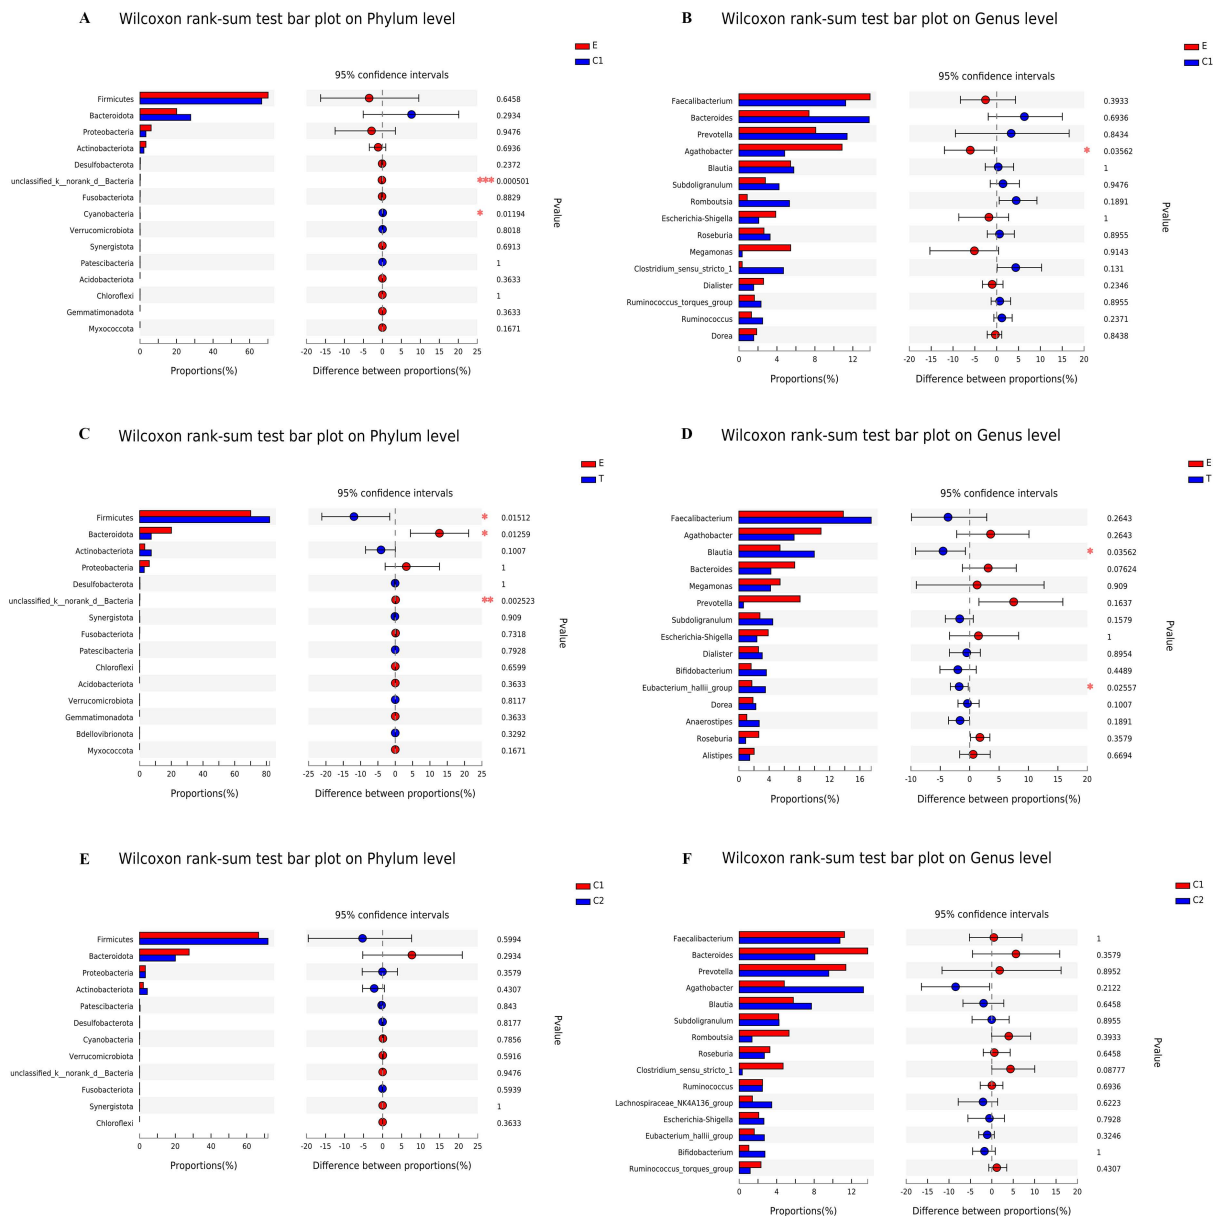 A Wilcoxon rank-sum test bar plot on Phylum level
E
C1
95% confidence intervals
Firmicutes 0.6458
Bacteroidota 0.2934
Proteobacteria 0.9476
Actinobacteriota 0.6936
Desulfobacterota 0.2372
unclassified_k__norank_d__Bacteria *** 0.000501
Fusobacteriota 0.8829
Cyanobacteria * 0.01194
Verrucomicrobiota 0.8018
Synergistota 0.6913
Patescibacteria 1
Acidobacteriota 0.3633
Chloroflexi 1
Gemmatimonadota 0.3633
Myxococcota 0.1671
Pvalue
0 20 40 60 -25 -20 -15 -10 -5 0 5 10 15 20 25
Proportions(%) Difference between proportions(%)
B Wilcoxon rank-sum test bar plot on Genus level
E
C1
95% confidence intervals
Faecalibacterium 0.3933
Bacteroides 0.6936
Prevotella 0.8434
Agathobacter * 0.03562
Blautia 1
Subdoligranulum 0.9476
Romboutsia 0.1891
Escherichia-Shigella 1
Roseburia 0.8955
Megamonas 0.9143
Clostridium_sensu_stricto_1 0.131
Dialister 0.2346
Ruminococcus_torques_group 0.8955
Ruminococcus 0.2371
Dorea 0.8438
Pvalue
0 4 8 12 -20 -15 -10 -5 0 5 10 15 20
Proportions(%) Difference between proportions(%)
C Wilcoxon rank-sum test bar plot on Phylum level
E
T
95% confidence intervals
Firmicutes * 0.01512
Bacteroidota * 0.01259
Actinobacteriota 0.1007
Proteobacteria 1
Desulfobacterota 1
unclassified_k__norank_d__Bacteria ** 0.002523
Synergistota 0.909
Fusobacteriota 0.7318
Patescibacteria 0.7928
Chloroflexi 0.6599
Acidobacteriota 0.3633
Verrucomicrobiota 0.8117
Gemmatimonadota 0.3633
Bdellovibrionota 0.3292
Myxococcota 0.1671
Pvalue
0 20 40 60 80 -25 -20 -15 -10 -5 0 5 10 15 20 25
Proportions(%) Difference between proportions(%)
D Wilcoxon rank-sum test bar plot on Genus level
E
T
95% confidence intervals
Faecalibacterium 0.2643
Agathobacter 0.2643
Blautia * 0.03562
Bacteroides 0.07624
Megamonas 0.909
Prevotella 0.1637
Subdoligranulum 0.1579
Escherichia-Shigella 1
Dialister 0.8954
Bifidobacterium 0.4489
Eubacterium_hallii_group * 0.02557
Dorea 0.1007
Anaerostipes 0.1891
Roseburia 0.3579
Alistipes 0.6694
Pvalue
0 4 8 12 16 -10 -5 0 5 10 15 20
Proportions(%) Difference between proportions(%)
E Wilcoxon rank-sum test bar plot on Phylum level
C1
C2
95% confidence intervals
Firmicutes 0.5994
Bacteroidota 0.2934
Proteobacteria 0.3579
Actinobacteriota 0.4307
Patescibacteria 0.843
Desulfobacterota 0.8177
Cyanobacteria 0.7856
Verrucomicrobiota 0.5916
unclassified_k__norank_d__Bacteria 0.9476
Fusobacteriota 0.5939
Synergistota 1
Chloroflexi 0.3633
Pvalue
0 20 40 60 -20 -15 -10 -5 0 5 10 15 20 25
Proportions(%) Difference between proportions(%)
F Wilcoxon rank-sum test bar plot on Genus level
C1
C2
95% confidence intervals
Faecalibacterium 1
Bacteroides 0.3579
Prevotella 0.8952
Agathobacter 0.2122
Blautia 0.6458
Subdoligranulum 0.8955
Romboutsia 0.3933
Roseburia 0.6458
Clostridium_sensu_stricto_1 0.08777
Ruminococcus 0.6936
Lachnospiraceae_NK4A136_group 0.6223
Escherichia-Shigella 0.7928
Eubacterium_hallii_group 0.3246
Bifidobacterium 1
Ruminococcus_torques_group 0.4307
Pvalue
0 4 8 12 -20 -15 -10 -5 0 5 10 15 20
Proportions(%) Difference between proportions(%)